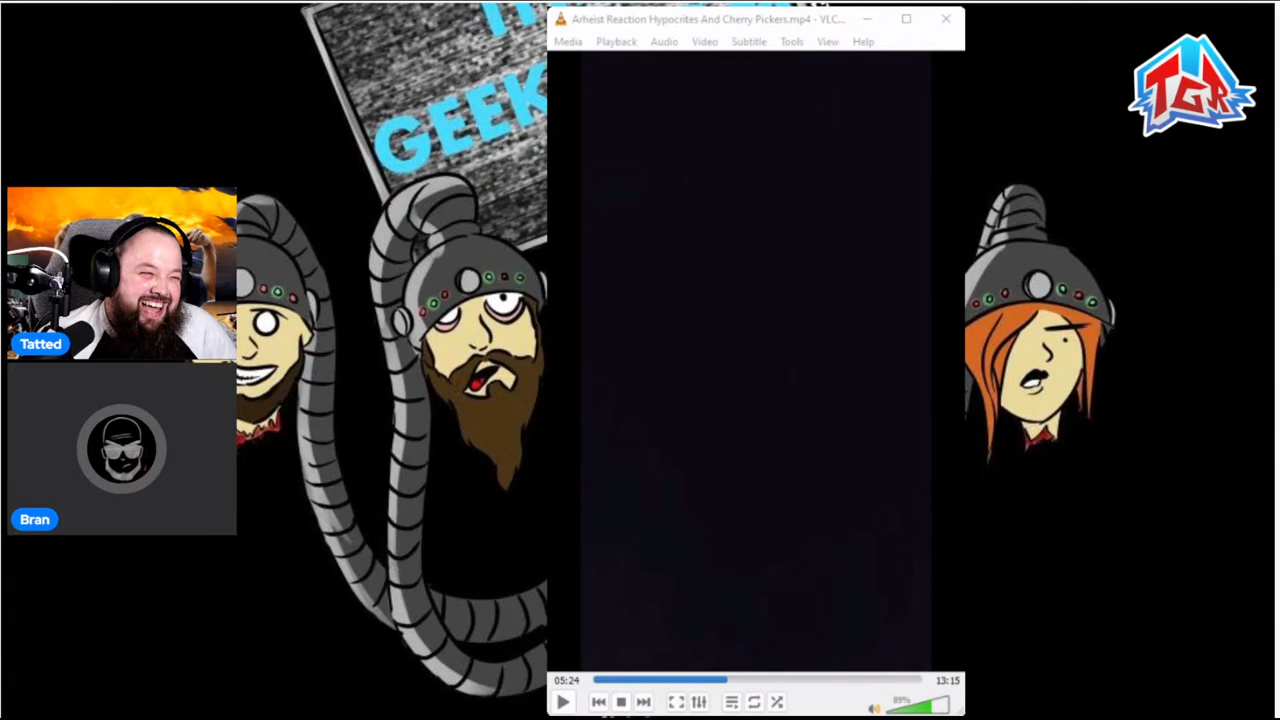 GEEK
Arheist Reaction Hypocrites And Cherry Pickers.mp4 - VLC...
Media Playback Audio Video Subtitle Tools View Help
TGR
Tatted
Bran
05:24
13:15
89%